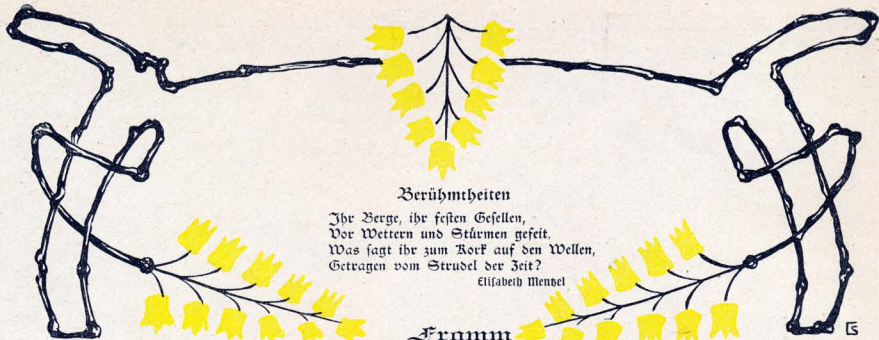 Berühmtheiten
Ihr Berge, ihr festen Gesellen,
Vor Wettern und Stürmen gefeit,
Was sagt ihr zum Kork auf den Wellen,
Getragen vom Strudel der Zeit?
Elisabeth Mentzel
Fromm